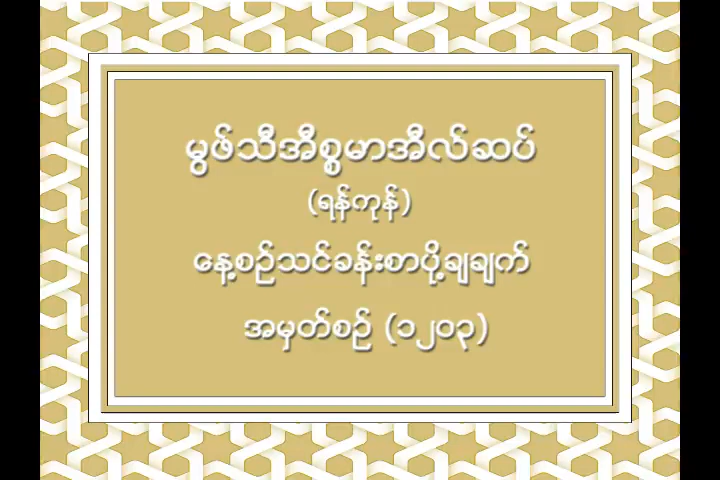 မွဖ်သီအီစ္စမာအီလ်ဆပ်
(ရန်ကုန်)
နေ့စဉ်သင်ခန်းစာပို့ချချက်
အမှတ်စဉ် (၁၂၀၃)